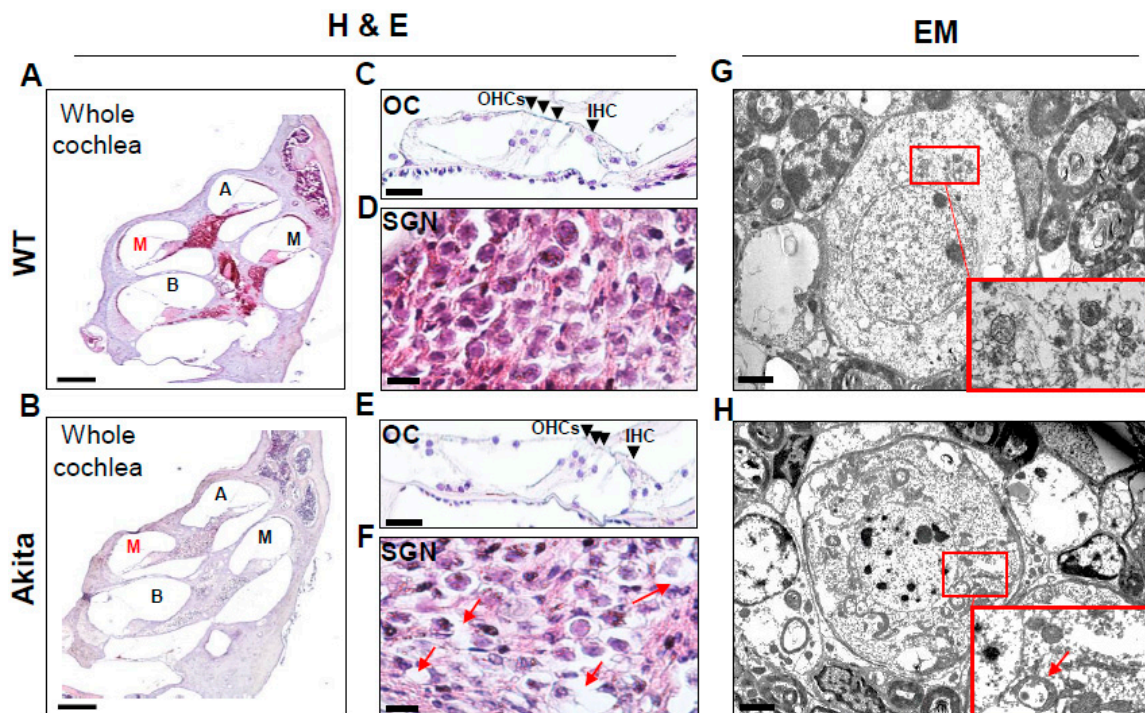 H & E
EM
A
Whole
cochlea
A
M
M
B
WT
C
OC
OHCs
IHC
D
SGN
G
B
Whole
cochlea
A
M
M
B
Akita
E
OC
OHCs
IHC
F
SGN
H